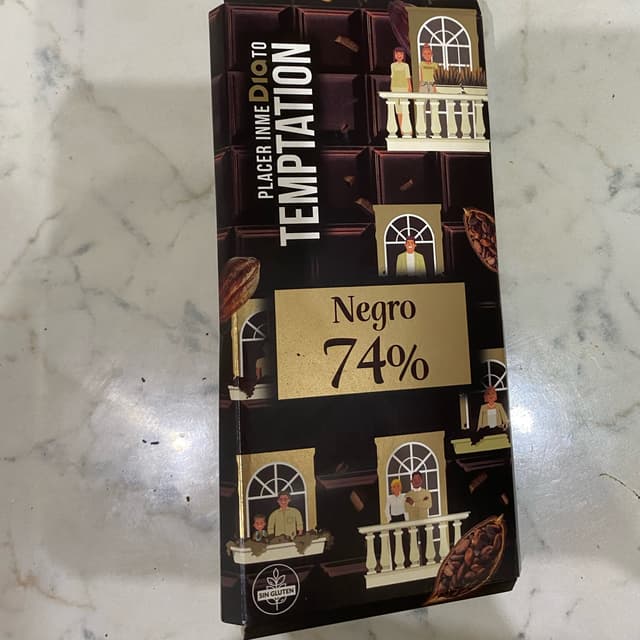 PLACER INMEDIATO
TEMPTATION
Negro
74%
SIN GLUTEN